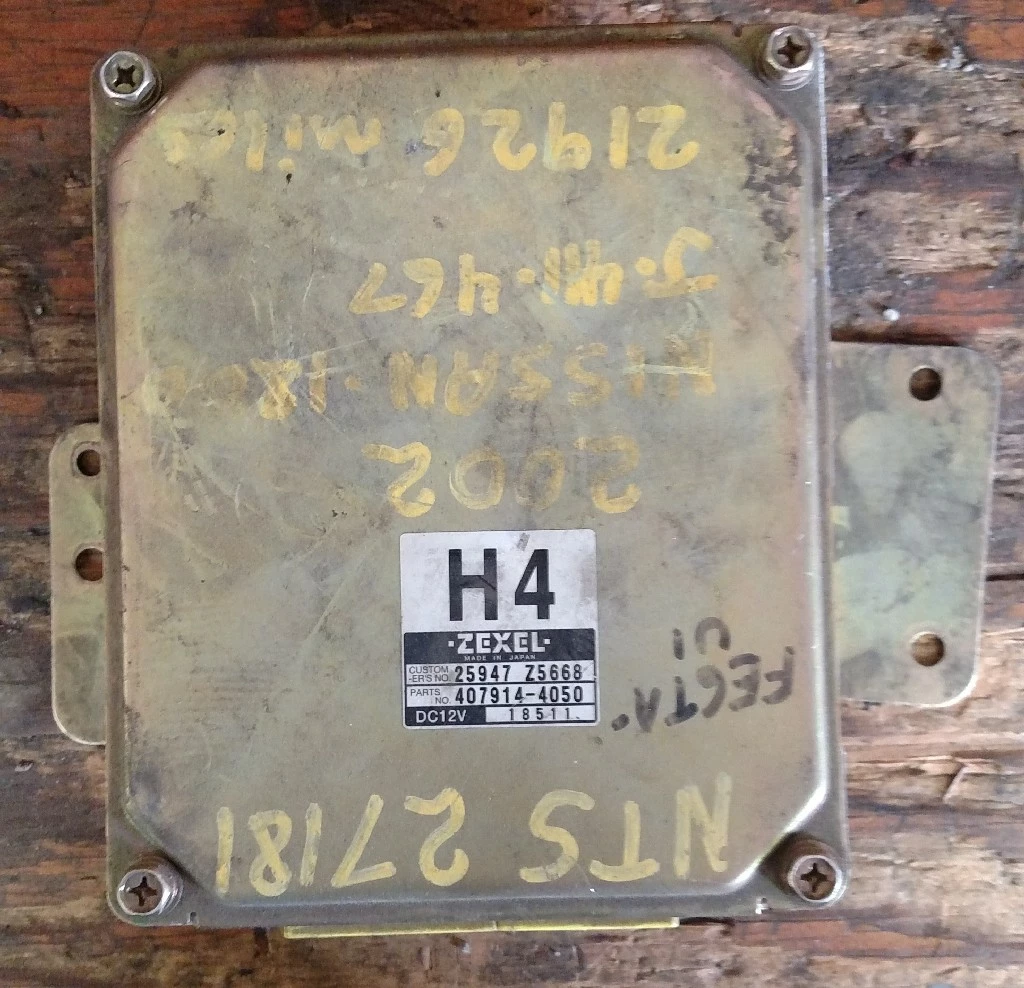 H4
·ZEXEL·
MADE IN JAPAN
CUSTOM-ER'S NO. 25947 Z5668
PARTS NO. 407914-4050
DC12V 18511
NTS 27181
2002
NISSAN
467
21926 miles